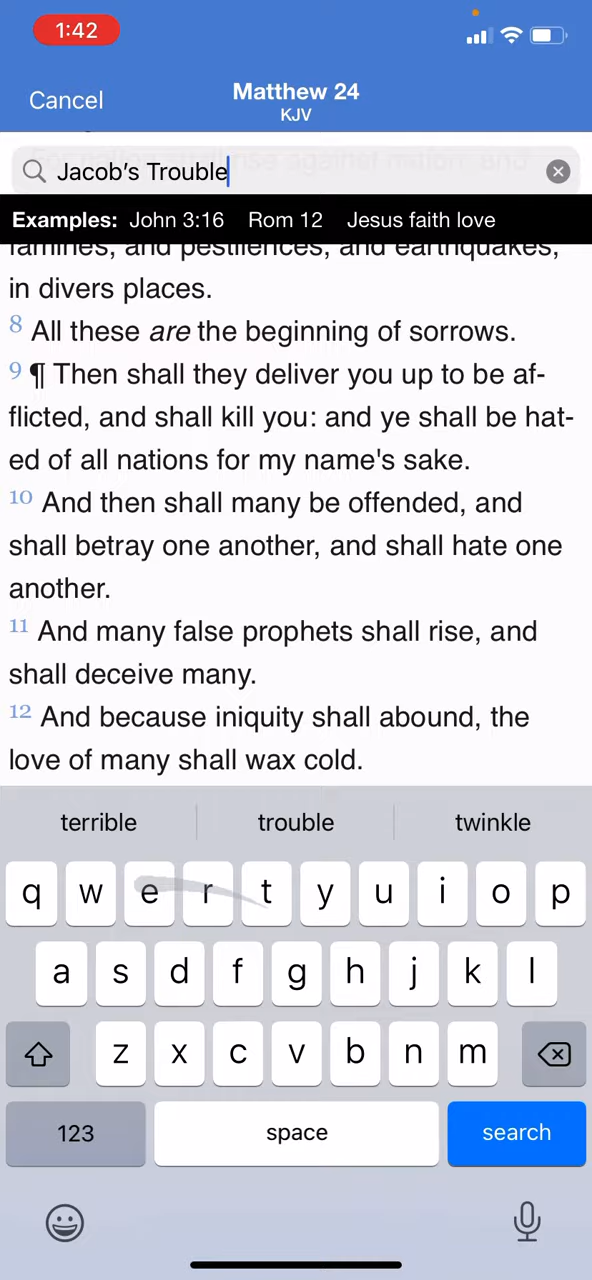 1:42
Cancel
Matthew 24
KJV
Jacob's Trouble
Examples: John 3:16 Rom 12 Jesus faith love
famines, and pestilences, and earthquakes,
in divers places.
8 All these are the beginning of sorrows.
9 ¶ Then shall they deliver you up to be af-
flicted, and shall kill you: and ye shall be hat-
ed of all nations for my name's sake.
10 And then shall many be offended, and
shall betray one another, and shall hate one
another.
11 And many false prophets shall rise, and
shall deceive many.
12 And because iniquity shall abound, the
love of many shall wax cold.
terrible trouble twinkle
q w e r t y u i o p
a s d f g h j k l
z x c v b n m
123 space search